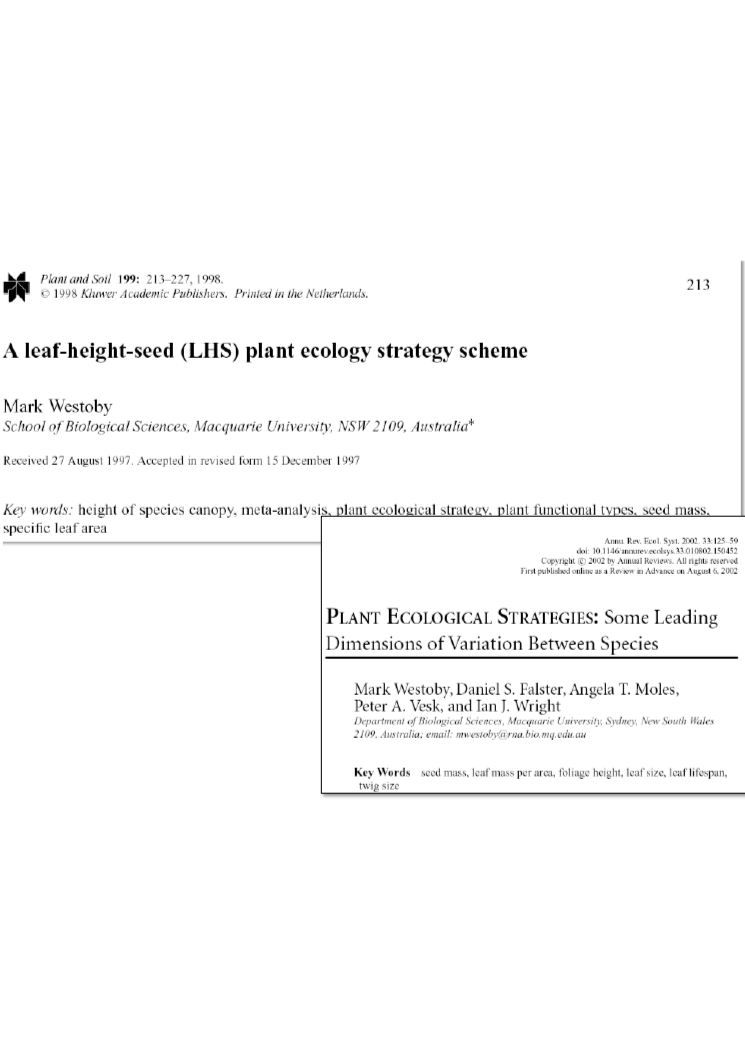 Plant and Soil 199: 213–227, 1998.
© 1998 Kluwer Academic Publishers. Printed in the Netherlands.
213
A leaf-height-seed (LHS) plant ecology strategy scheme
Mark Westoby
School of Biological Sciences, Macquarie University, NSW 2109, Australia*
Received 27 August 1997. Accepted in revised form 15 December 1997
Key words: height of species canopy, meta-analysis, plant ecological strategy, plant functional types, seed mass,
specific leaf area
Annu. Rev. Ecol. Syst. 2002. 33:125–59
doi: 10.1146/annurev.ecolsys.33.010802.150452
Copyright © 2002 by Annual Reviews. All rights reserved
First published online as a Review in Advance on August 6, 2002
PLANT ECOLOGICAL STRATEGIES: Some Leading
Dimensions of Variation Between Species
Mark Westoby, Daniel S. Falster, Angela T. Moles,
Peter A. Vesk, and Ian J. Wright
Department of Biological Sciences, Macquarie University, Sydney, New South Wales
2109, Australia; email: mwestoby@rna.bio.mq.edu.au
Key Words seed mass, leaf mass per area, foliage height, leaf size, leaf lifespan,
twig size